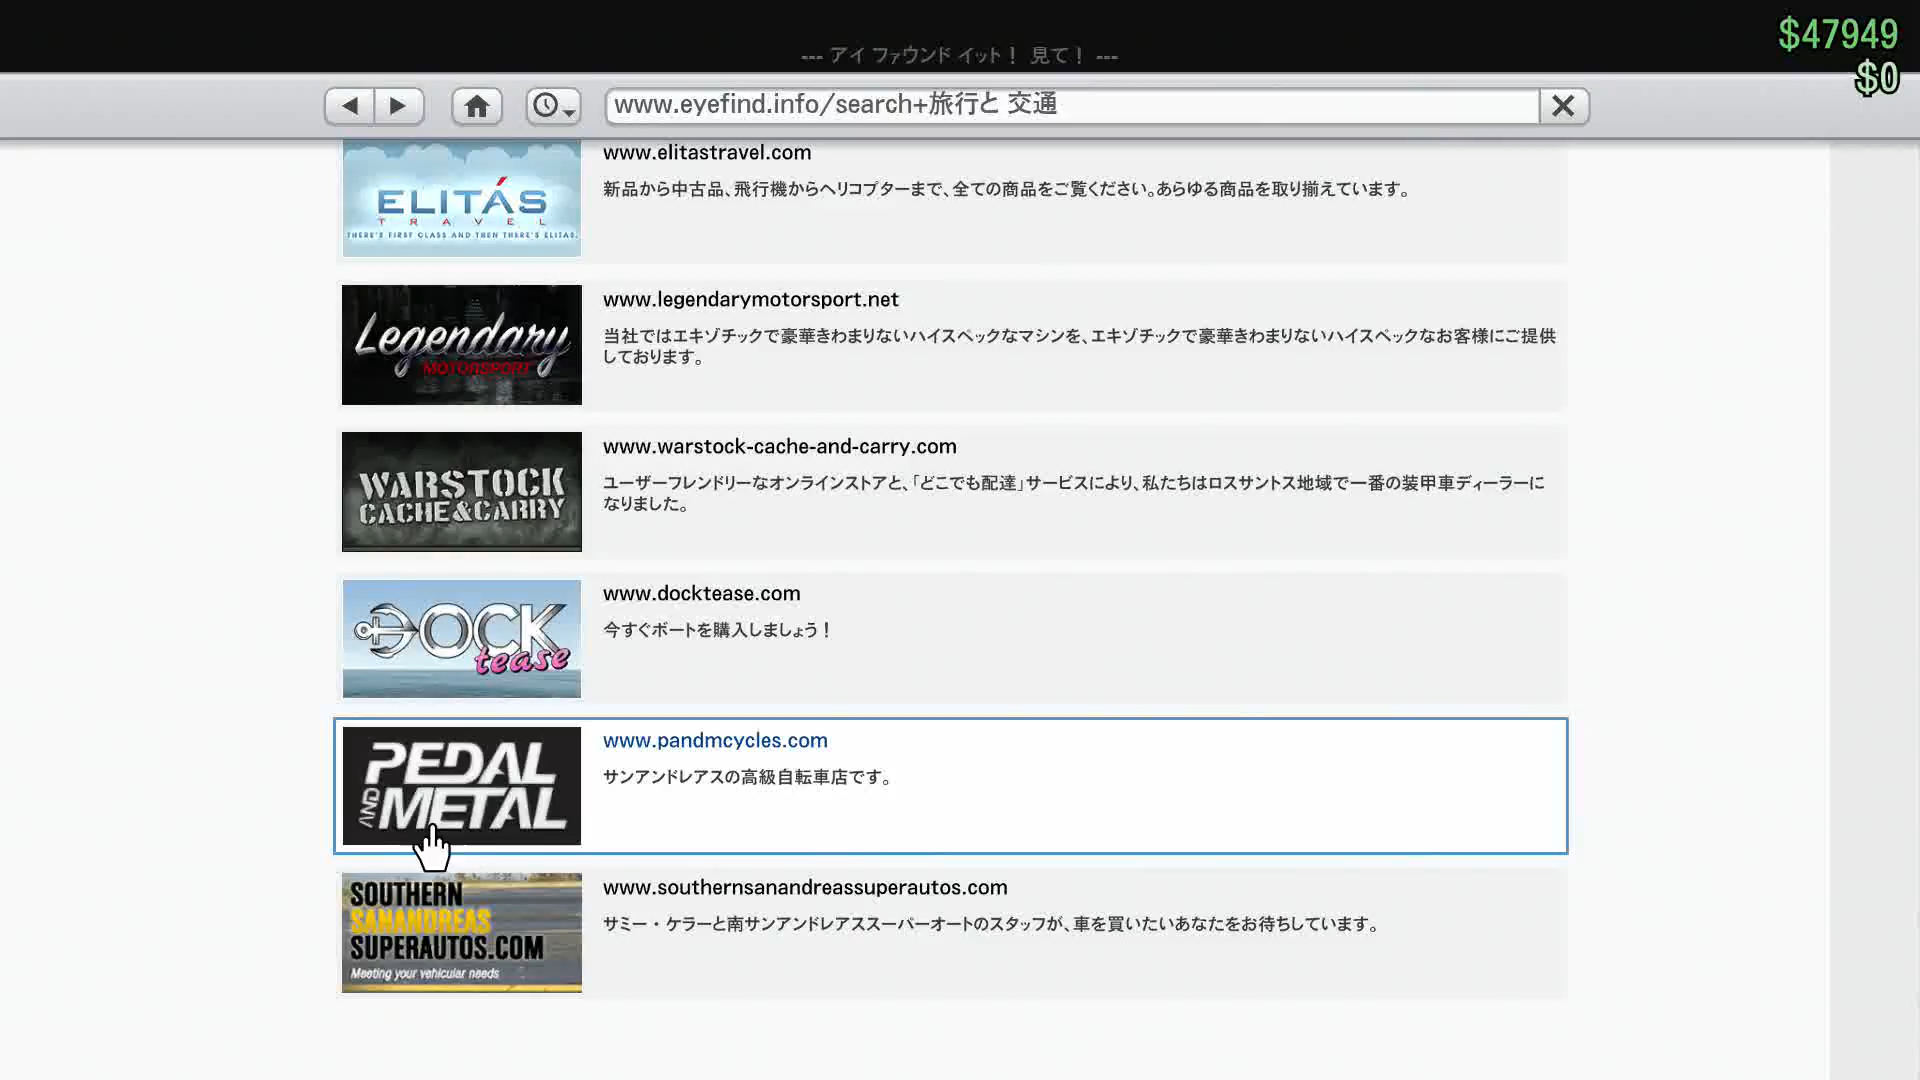 $47949
--- アイ ファウンド イット！ 見て！ ---
$0
www.eyefind.info/search+旅行と 交通
ELITÁS
TRAVEL
THERE'S FIRST CLASS AND THEN THERE'S ELITAS.
www.elitastravel.com
新品から中古品、飛行機からヘリコプターまで、全ての商品をご覧ください。あらゆる商品を取り揃えています。
Legendary
MOTORSPORT
www.legendarymotorsport.net
当社ではエキゾチックで豪華きわまりないハイスペックなマシンを、エキゾチックで豪華きわまりないハイスペックなお客様にご提供
しております。
WARSTOCK
CACHE&CARRY
www.warstock-cache-and-carry.com
ユーザーフレンドリーなオンラインストアと、「どこでも配達」サービスにより、私たちはロスサントス地域で一番の装甲車ディーラーに
なりました。
DOCK
tease
www.docktease.com
今すぐボートを購入しましょう！
PEDAL
AND METAL
www.pandmcycles.com
サンアンドレアスの高級自転車店です。
SOUTHERN
SANANDREAS
SUPERAUTOS.COM
Meeting your vehicular needs
www.southernsanandreassuperautos.com
サミー・ケラーと南サンアンドレアススーパーオートのスタッフが、車を買いたいあなたをお待ちしています。